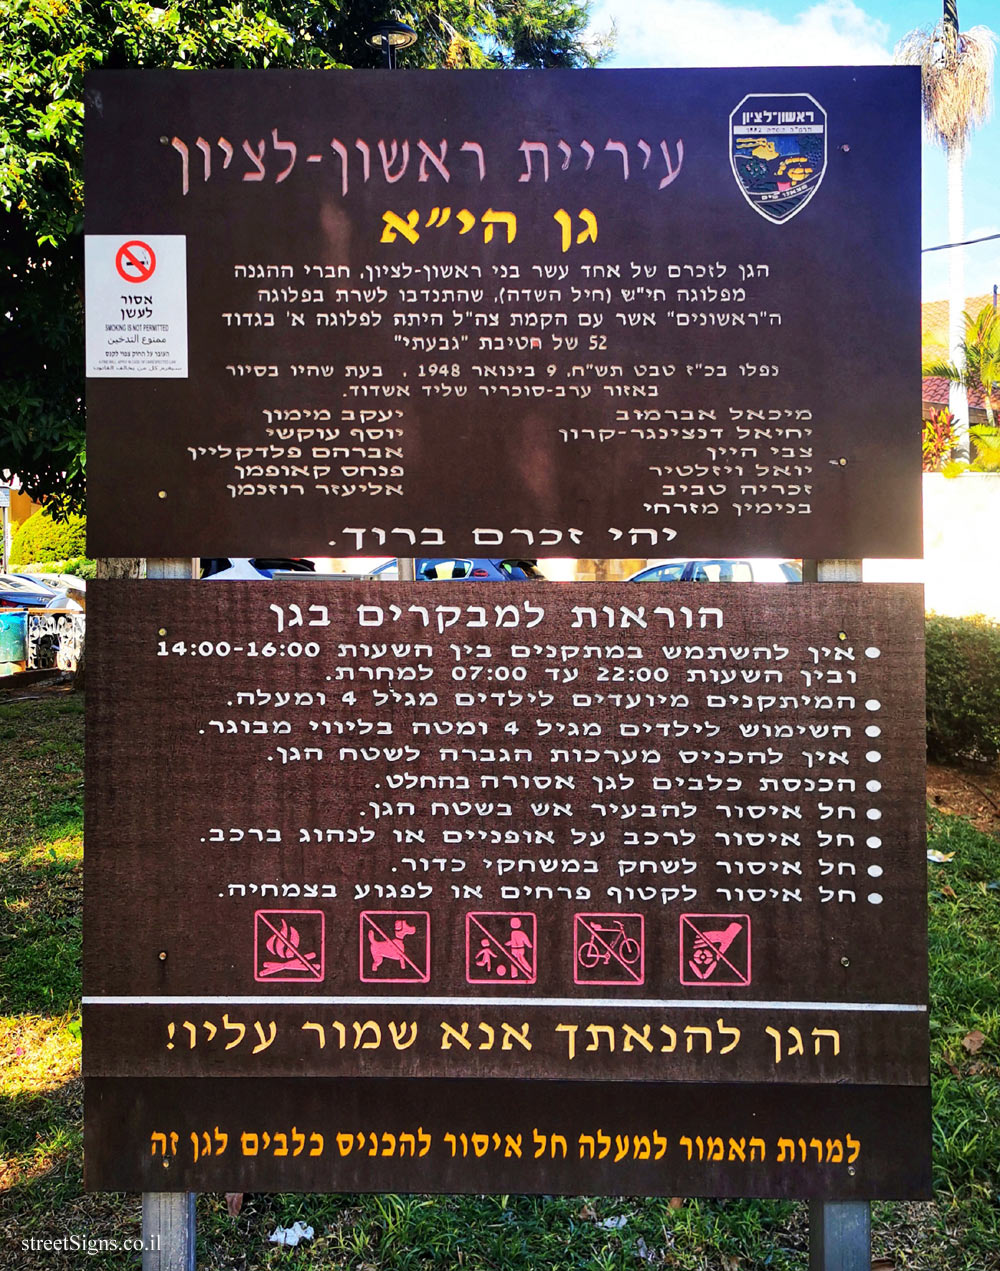 ראשון-לציון
עיריית ראשון-לציון
גן הי״א
הגן לזכרם של אחד עשר בני ראשון-לציון, חברי ההגנה
מפלוגה חי"ש (חיל השדה), שהתנדבו לשרת בפלוגה
ה"ראשונים" אשר עם הקמת צה"ל היתה לפלוגה א' בגדוד
52 של חטיבת "גבעתי"
נפלו בכ"ז טבט תש"ח, 9 בינואר 1948 , בעת שהיו בסיור
באזור ערב-סוכריר שליד אשדוד.
מיכאל אברמוב
יחיאל דנצינגר-קרון
צבי היין
יואל ויזלטיר
זכריה טביב
בנימין מזרחי
יעקב מימון
יוסף עוקשי
אברהם פלדקליין
פנחס קאופמן
אליעזר רוזנמן
יהי זכרם ברוך.
אסור
לעשן
SMOKING IS NOT PERMITTED
ممنوع التدخين
העובר על החוק צפוי לקנס
הוראות למבקרים בגן
אין להשתמש במתקנים בין השעות 14:00-16:00
ובין השעות 22:00 עד 07:00 למחרת.
המיתקנים מיועדים לילדים מגיל 4 ומעלה.
השימוש לילדים מגיל 4 ומטה בליווי מבוגר.
אין להכניס מערכות הגברה לשטח הגן.
הכנסת כלבים לגן אסורה בהחלט.
חל איסור להבעיר אש בשטח הגן.
חל איסור לרכב על אופניים או לנהוג ברכב.
חל איסור לשחק במשחקי כדור.
חל איסור לקטוף פרחים או לפגוע בצמחיה.
הגן להנאתך אנא שמור עליו!
למרות האמור למעלה חל איסור להכניס כלבים לגן זה
streetSigns.co.il